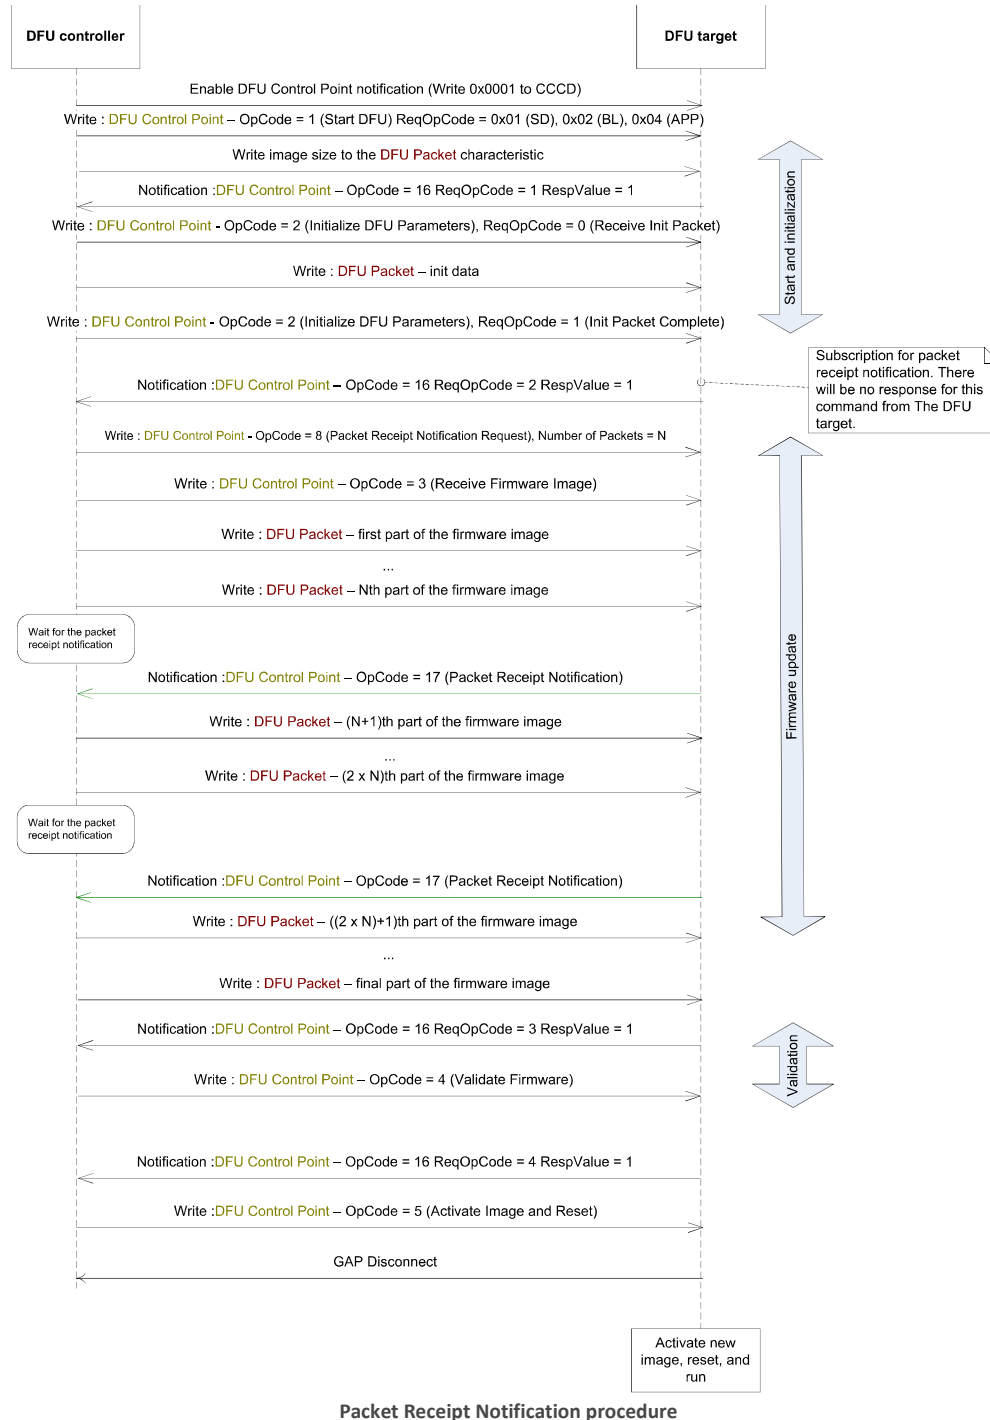 DFU controller
DFU target
Enable DFU Control Point notification (Write 0x0001 to CCCD)
Write : DFU Control Point – OpCode = 1 (Start DFU) ReqOpCode = 0x01 (SD), 0x02 (BL), 0x04 (APP)
Write image size to the DFU Packet characteristic
Notification :DFU Control Point – OpCode = 16 ReqOpCode = 1 RespValue = 1
Write : DFU Control Point - OpCode = 2 (Initialize DFU Parameters), ReqOpCode = 0 (Receive Init Packet)
Write : DFU Packet – init data
Write : DFU Control Point - OpCode = 2 (Initialize DFU Parameters), ReqOpCode = 1 (Init Packet Complete)
Start and initialization
Subscription for packet
receipt notification. There
will be no response for this
command from The DFU
target.
Notification :DFU Control Point – OpCode = 16 ReqOpCode = 2 RespValue = 1
Write : DFU Control Point - OpCode = 8 (Packet Receipt Notification Request), Number of Packets = N
Write : DFU Control Point – OpCode = 3 (Receive Firmware Image)
Write : DFU Packet – first part of the firmware image
...
Write : DFU Packet – Nth part of the firmware image
Wait for the packet
receipt notification
Notification :DFU Control Point – OpCode = 17 (Packet Receipt Notification)
Firmware update
Write : DFU Packet – (N+1)th part of the firmware image
...
Write : DFU Packet – (2 x N)th part of the firmware image
Wait for the packet
receipt notification
Notification :DFU Control Point – OpCode = 17 (Packet Receipt Notification)
Write : DFU Packet – ((2 x N)+1)th part of the firmware image
...
Write : DFU Packet – final part of the firmware image
Notification :DFU Control Point – OpCode = 16 ReqOpCode = 3 RespValue = 1
Validation
Write : DFU Control Point – OpCode = 4 (Validate Firmware)
Notification :DFU Control Point – OpCode = 16 ReqOpCode = 4 RespValue = 1
Write :DFU Control Point – OpCode = 5 (Activate Image and Reset)
GAP Disconnect
Activate new
image, reset, and
run
Packet Receipt Notification procedure